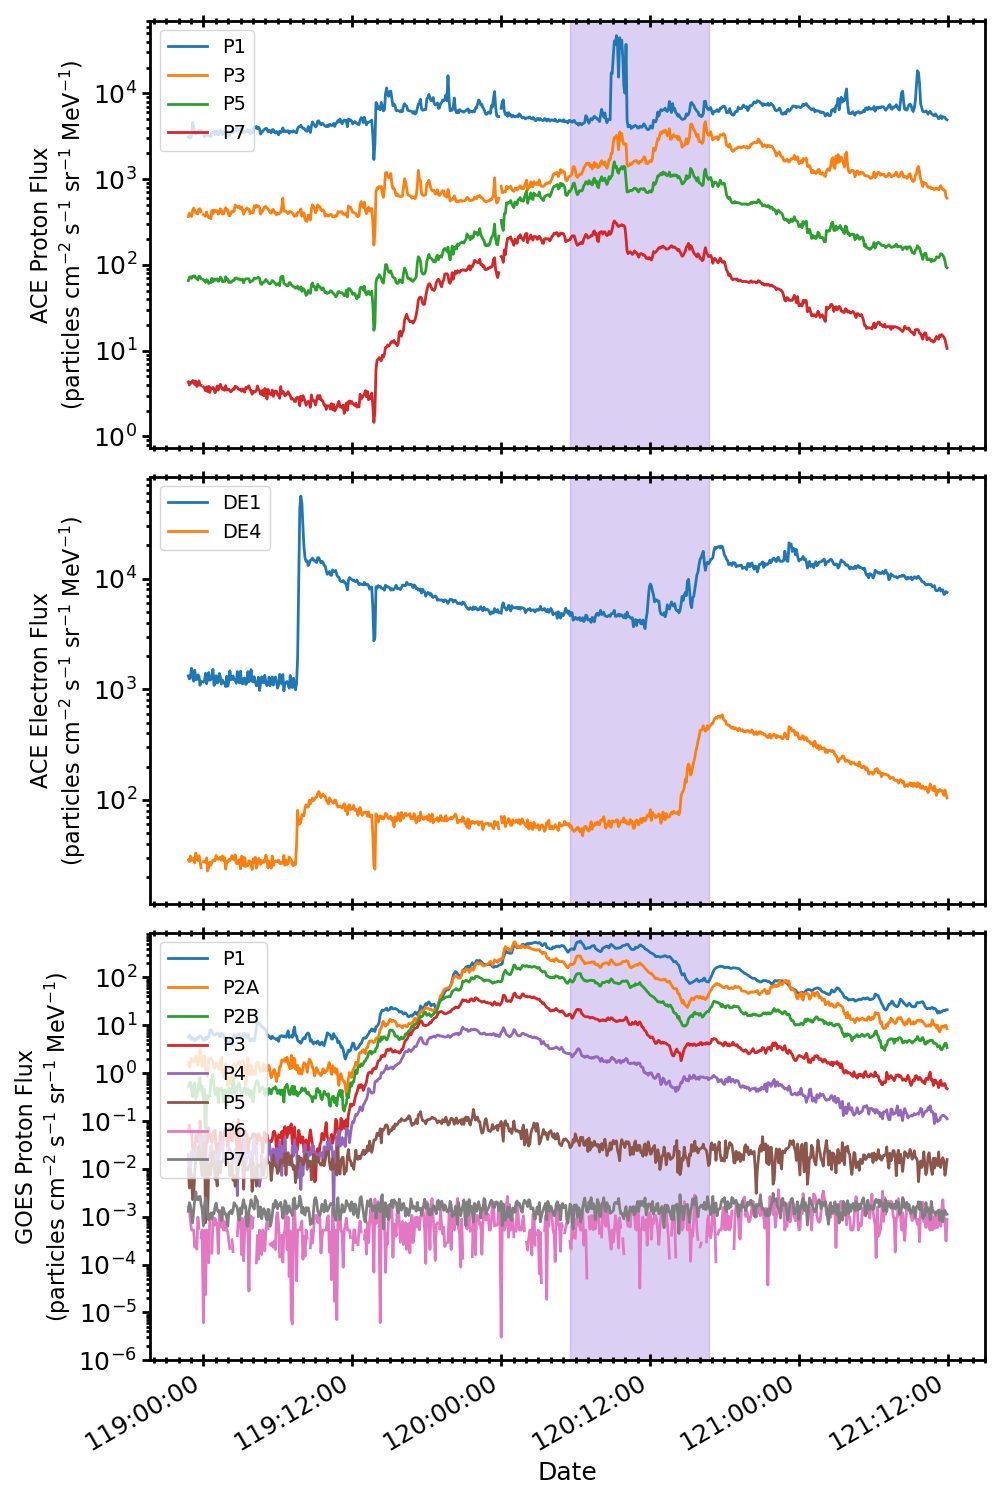 ACE Proton Flux
(particles cm⁻² s⁻¹ sr⁻¹ MeV⁻¹)
10⁴
10³
10²
10¹
10⁰
P1
P3
P5
P7
ACE Electron Flux
(particles cm⁻² s⁻¹ sr⁻¹ MeV⁻¹)
10⁴
10³
10²
DE1
DE4
GOES Proton Flux
(particles cm⁻² s⁻¹ sr⁻¹ MeV⁻¹)
10²
10¹
10⁰
10⁻¹
10⁻²
10⁻³
10⁻⁴
10⁻⁵
10⁻⁶
P1
P2A
P2B
P3
P4
P5
P6
P7
119:00:00
119:12:00
120:00:00
120:12:00
121:00:00
121:12:00
Date